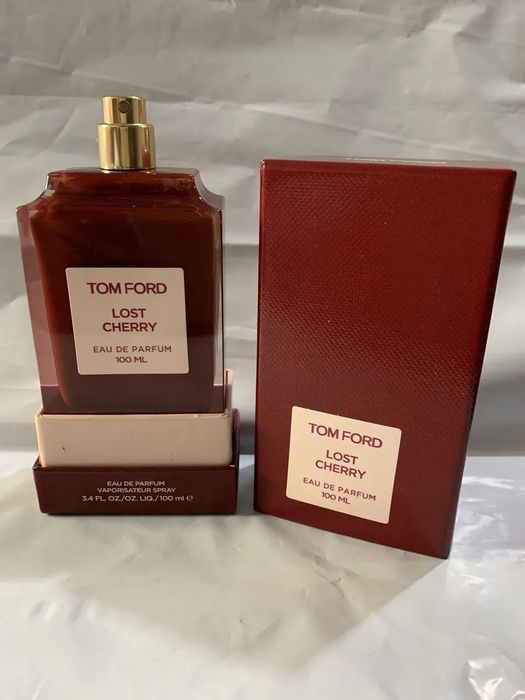 TOM FORD
LOST
CHERRY
EAU DE PARFUM
100 ML
EAU DE PARFUM
VAPORISATEUR SPRAY
3.4 FL. OZ./OZ. LIQ./100 ml ℮
TOM FORD
LOST
CHERRY
EAU DE PARFUM
100 ML